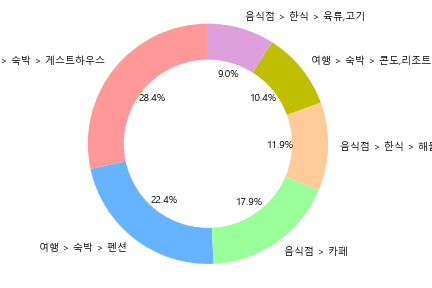 음식점 > 한식 > 육류,고기
> 숙박 > 게스트하우스
여행 > 숙박 > 콘도,리조트
9.0%
28.4%
10.4%
11.9%
음식점 > 한식 > 해
22.4%
17.9%
여행 > 숙박 > 펜션
음식점 > 카페